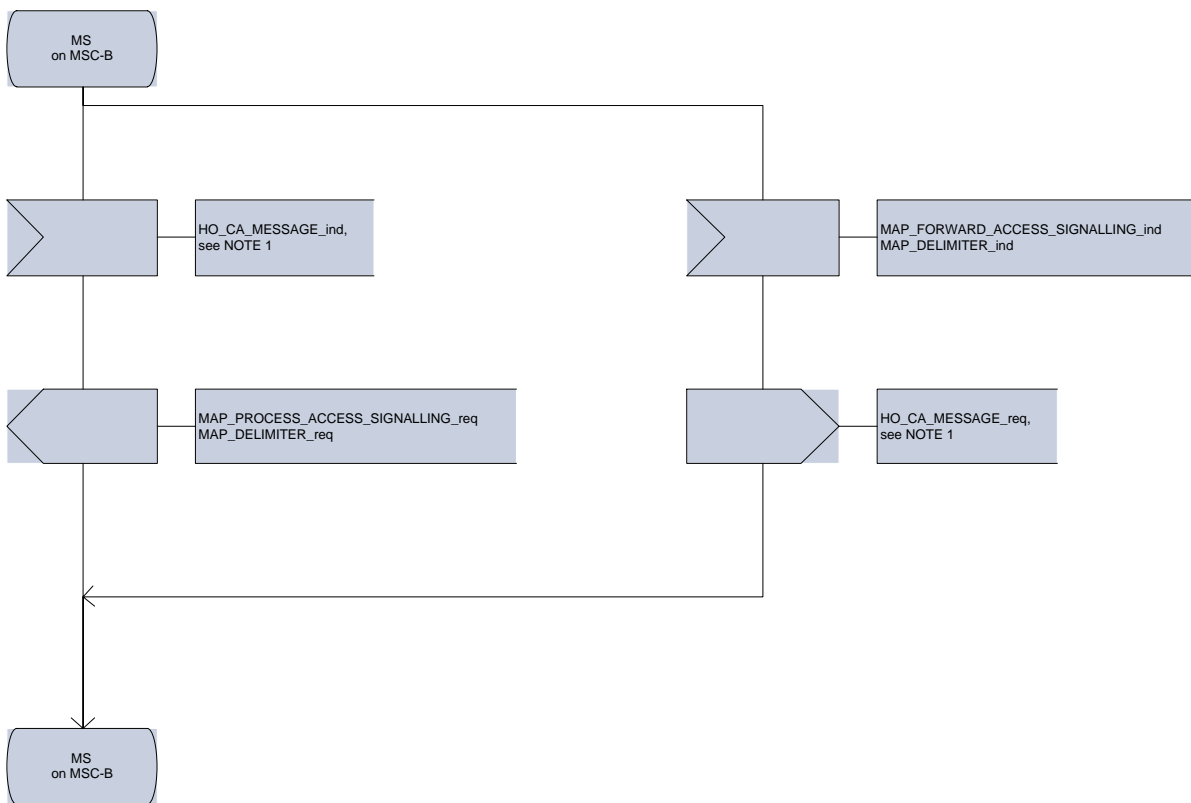 MS
on MSC-B
HO_CA_MESSAGE_ind,
see NOTE 1
MAP_FORWARD_ACCESS_SIGNALLING_ind
MAP_DELIMITER_ind
MAP_PROCESS_ACCESS_SIGNALLING_req
MAP_DELIMITER_req
HO_CA_MESSAGE_req,
see NOTE 1
MS
on MSC-B